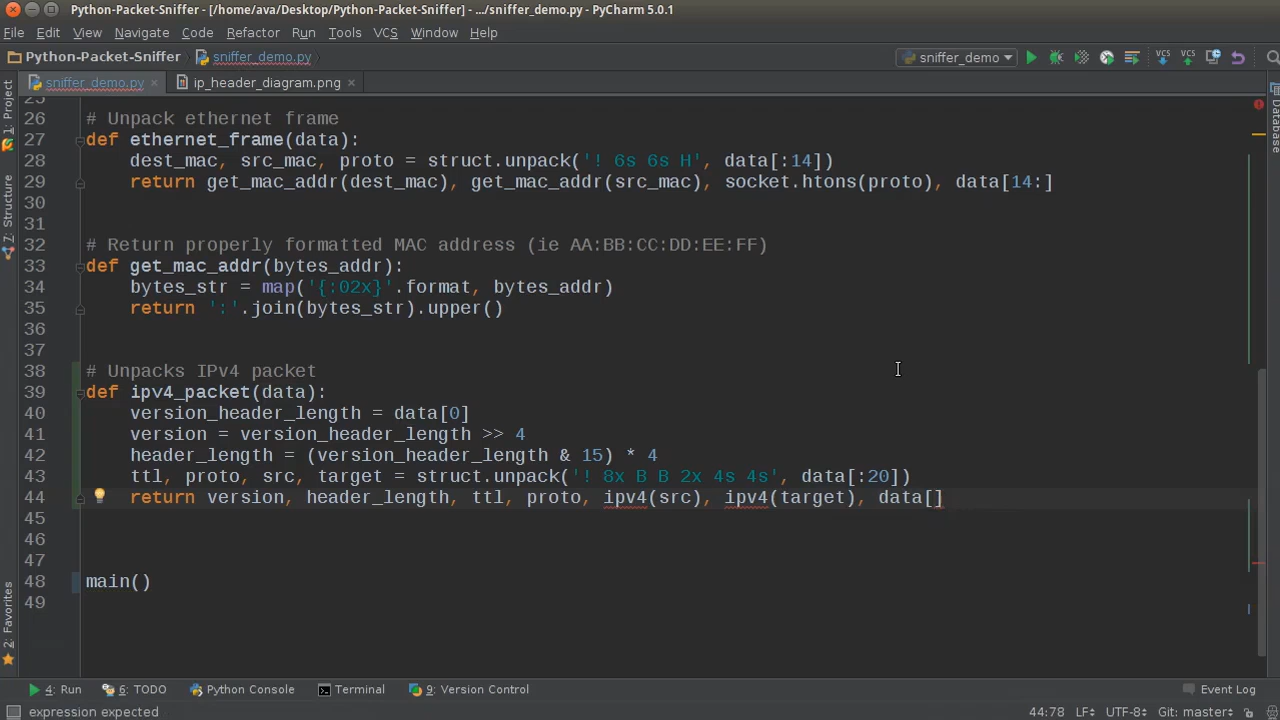 Python-Packet-Sniffer - [/home/ava/Desktop/Python-Packet-Sniffer] - .../sniffer_demo.py - PyCharm 5.0.1
File Edit View Navigate Code Refactor Run Tools VCS Window Help
Python-Packet-Sniffer sniffer_demo.py sniffer_demo VCS VCS
sniffer_demo.py ip_header_diagram.png
1: Project
7: Structure
2: Favorites
Database
25
26 # Unpack ethernet frame
27 def ethernet_frame(data):
28 dest_mac, src_mac, proto = struct.unpack('! 6s 6s H', data[:14])
29 return get_mac_addr(dest_mac), get_mac_addr(src_mac), socket.htons(proto), data[14:]
30
31
32 # Return properly formatted MAC address (ie AA:BB:CC:DD:EE:FF)
33 def get_mac_addr(bytes_addr):
34 bytes_str = map('{:02x}'.format, bytes_addr)
35 return ':'.join(bytes_str).upper()
36
37
38 # Unpacks IPv4 packet
39 def ipv4_packet(data):
40 version_header_length = data[0]
41 version = version_header_length >> 4
42 header_length = (version_header_length & 15) * 4
43 ttl, proto, src, target = struct.unpack('! 8x B B 2x 4s 4s', data[:20])
44 return version, header_length, ttl, proto, ipv4(src), ipv4(target), data[]
45
46
47
48 main()
49
4: Run 6: TODO Python Console Terminal 9: Version Control Event Log
expression expected 44:78 LF UTF-8 Git: master